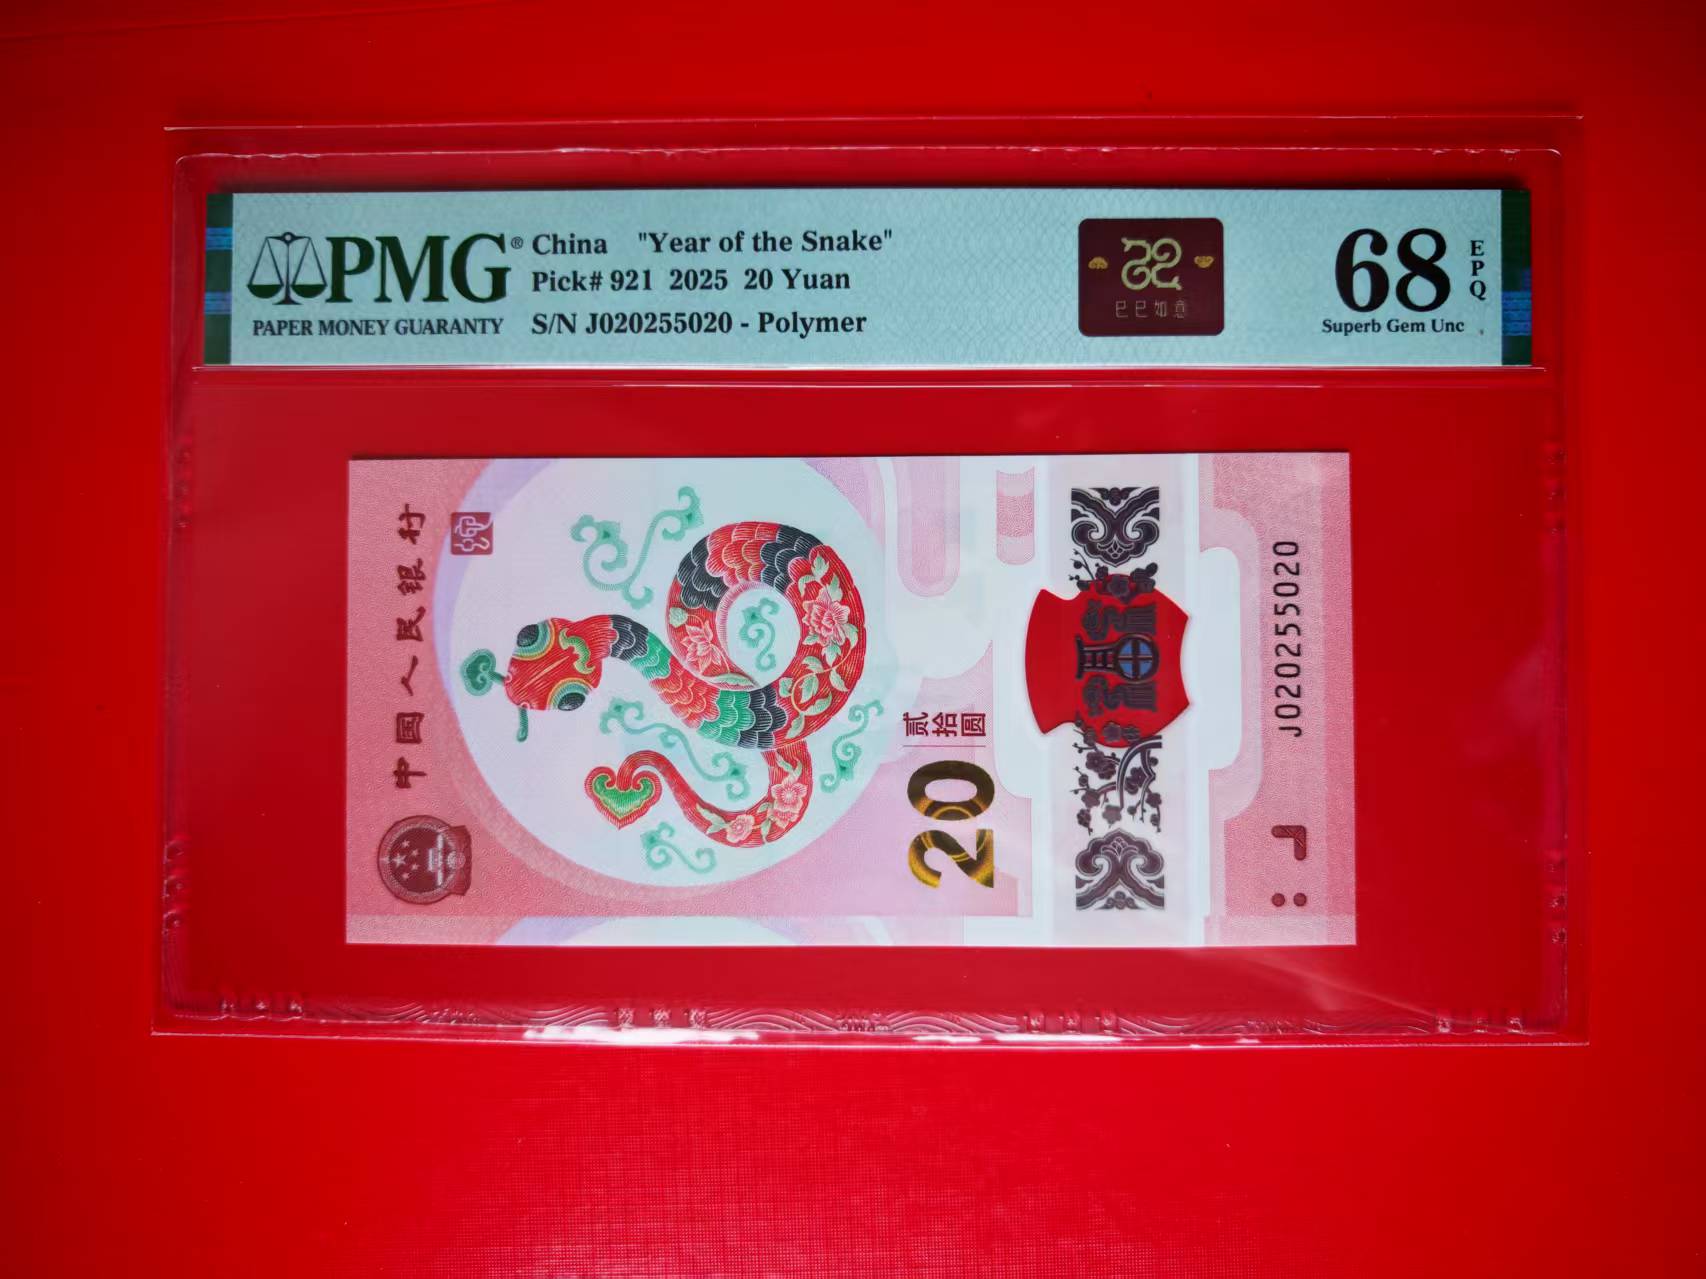 PMG®
PAPER MONEY GUARANTY
China "Year of the Snake"
Pick# 921 2025 20 Yuan
S/N J020255020 - Polymer
巳巳如意
68
EPQ
Superb Gem Unc
中国人民银行
贰拾圆
20
J020255020